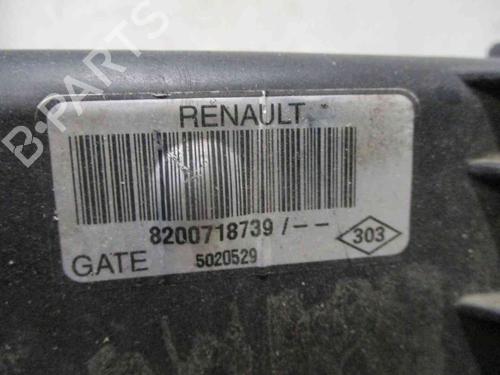 B-PARTS
RENAULT
8200718739 / - -
303
GATE
5020529